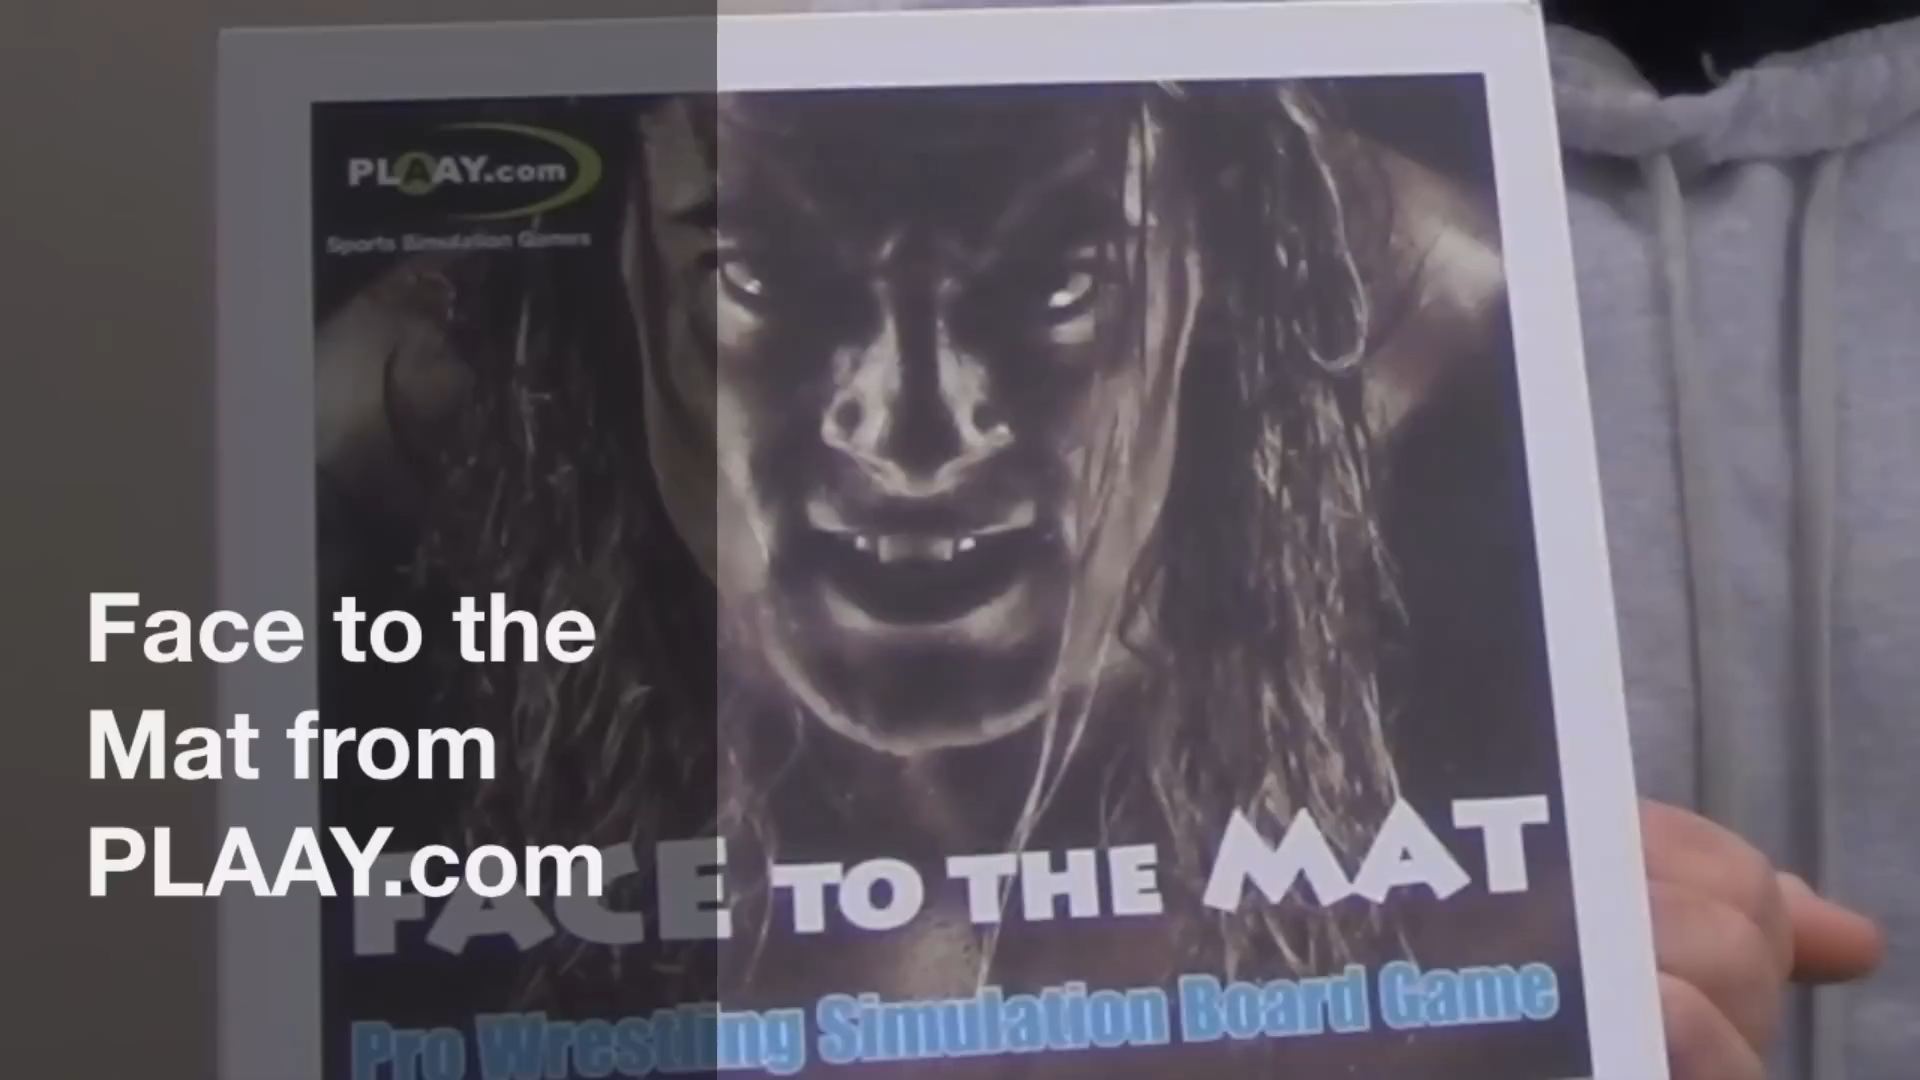 PLAAY.com
Sports Simulation Games
Face to the
Mat from
PLAAY.com
FACE TO THE MAT
Pro Wrestling Simulation Board Game